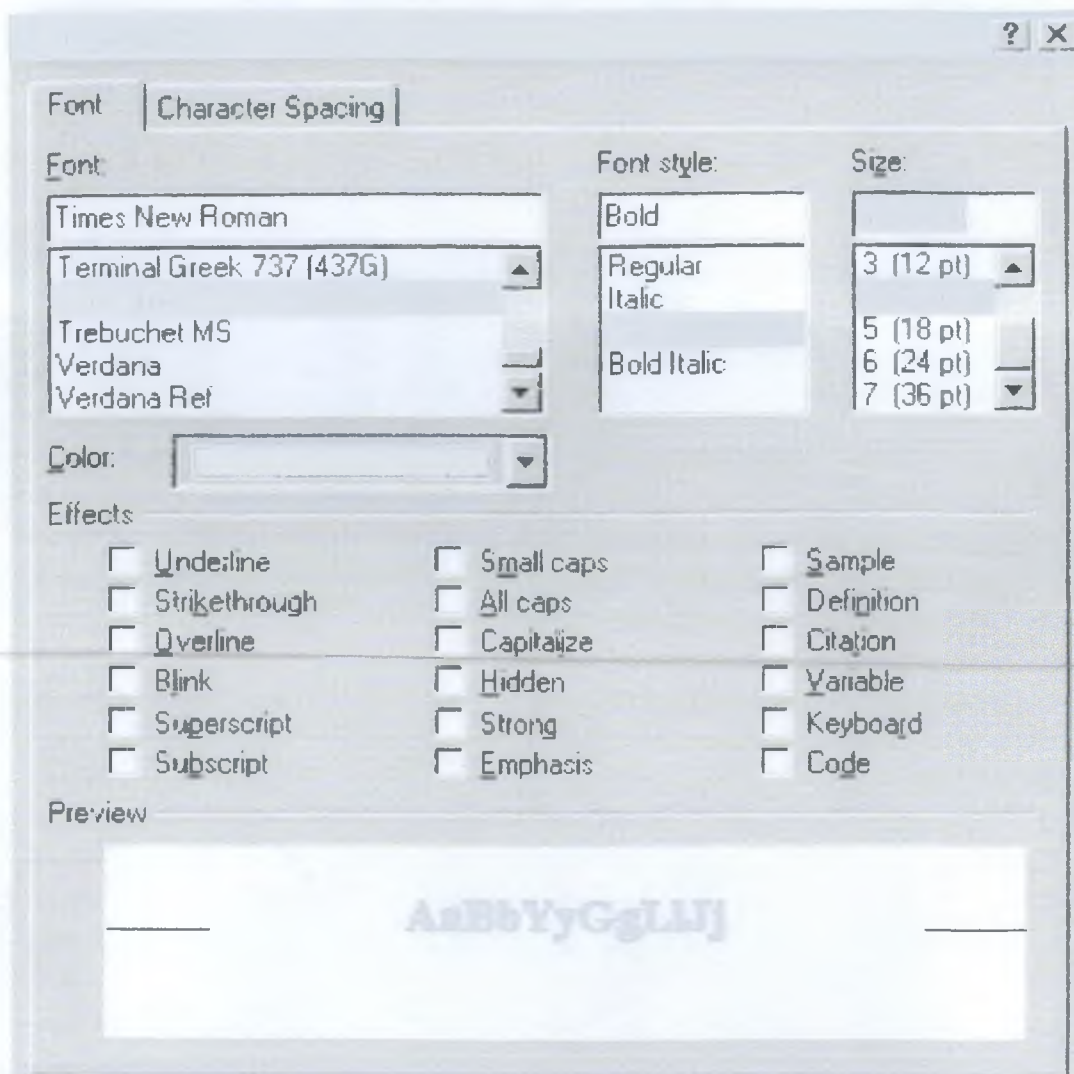 ? X
Font Character Spacing
Font: Font style: Size:
Times New Roman Bold
Terminal Greek 737 (437G) Regular 3 (12 pt)
Italic
Trebuchet MS 5 (18 pt)
Verdana Bold Italic 6 (24 pt)
Verdana Ref 7 (36 pt)
Color:
Effects
Underline Small caps Sample
Strikethrough All caps Definition
Overline Capitalize Citation
Blink Hidden Variable
Superscript Strong Keyboard
Subscript Emphasis Code
Preview
AaBbYyGgLlJj